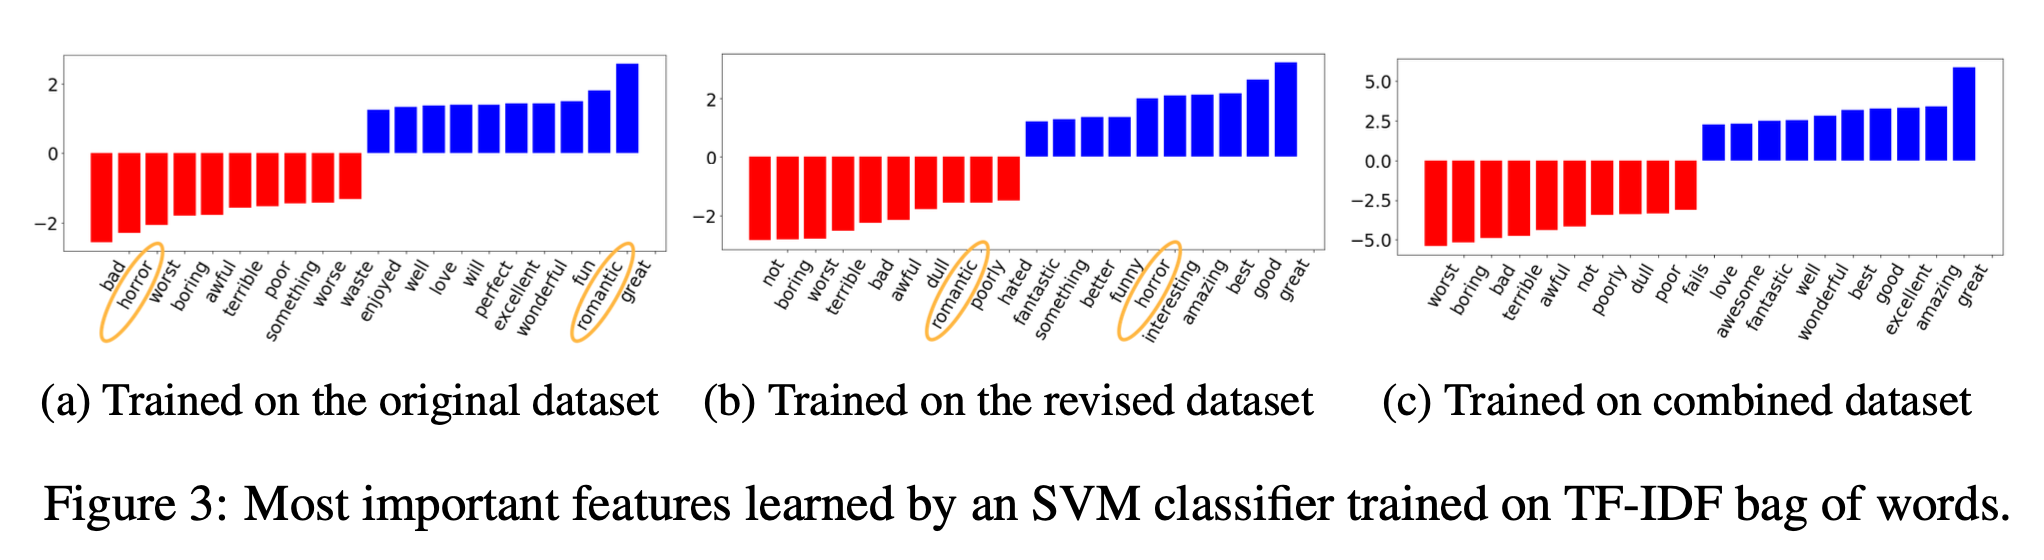 2
0
−2
bad
horror
worst
boring
awful
terrible
poor
something
worse
waste
enjoyed
well
love
will
perfect
excellent
wonderful
fun
romantic
great
(a) Trained on the original dataset
2
0
−2
not
boring
worst
terrible
bad
awful
dull
romantic
poorly
hated
fantastic
something
better
funny
horror
interesting
amazing
best
good
great
(b) Trained on the revised dataset
5.0
2.5
0.0
−2.5
−5.0
worst
boring
bad
terrible
awful
not
poorly
dull
poor
fails
love
awesome
fantastic
well
wonderful
best
good
excellent
amazing
great
(c) Trained on combined dataset
Figure 3: Most important features learned by an SVM classifier trained on TF-IDF bag of words.